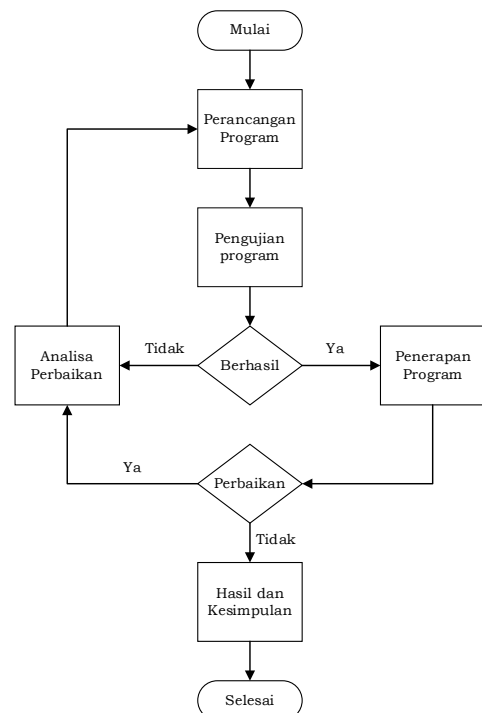 Mulai
Perancangan
Program
Pengujian
program
Analisa
Perbaikan
Tidak
Berhasil
Ya
Penerapan
Program
Ya
Perbaikan
Tidak
Hasil dan
Kesimpulan
Selesai